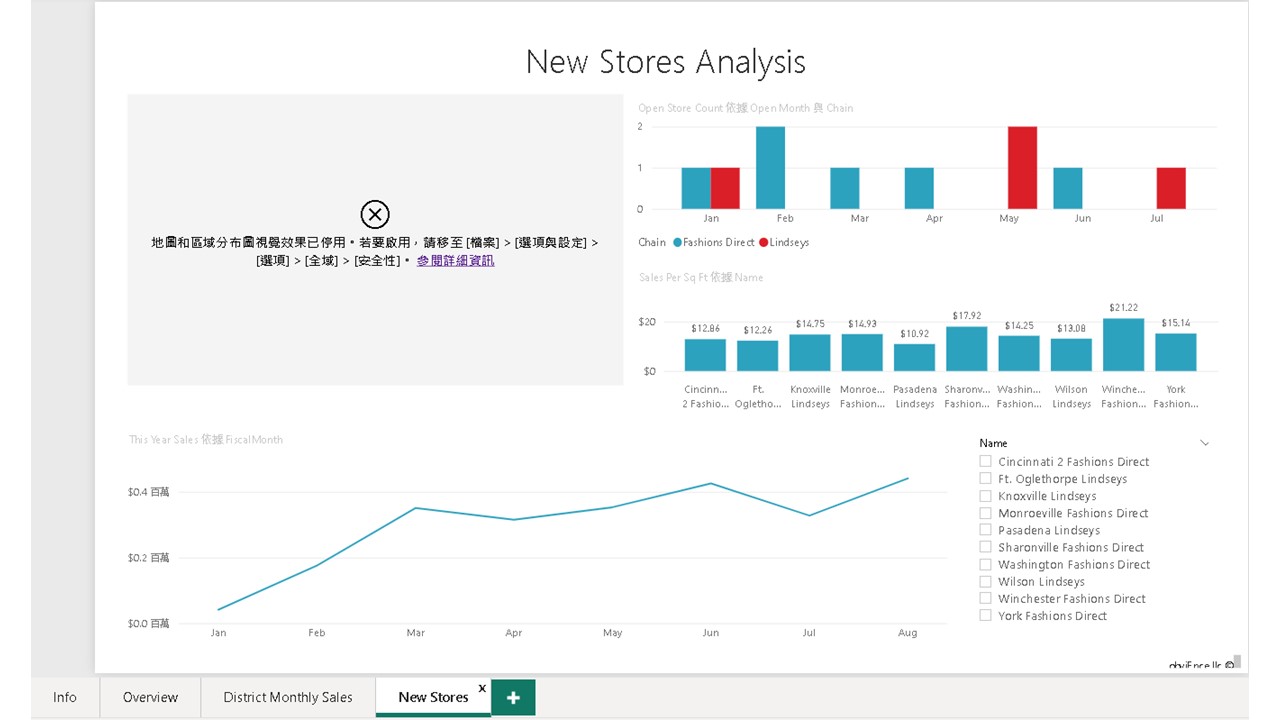 New Stores Analysis
地圖和區域分布圖視覺效果已停用。若要啟用，請移至 [檔案] > [選項與設定] >
[選項] > [全域] > [安全性]。 參閱詳細資訊
Open Store Count 依據 Open Month 與 Chain
2
1
0
Jan Feb Mar Apr May Jun Jul
Chain Fashions Direct Lindseys
Sales Per Sq Ft 依據 Name
$20
$0
$12.86 $12.26 $14.75 $14.93 $10.92 $17.92 $14.25 $13.08 $21.22 $15.14
Cincinn... Ft. Knoxville Monroe... Pasadena Sharonv... Washin... Wilson Winche... York
2 Fashio... Ogletho... Lindseys Fashion... Lindseys Fashion... Fashion... Lindseys Fashion... Fashion...
This Year Sales 依據 FiscalMonth
$0.4 百萬
$0.2 百萬
$0.0 百萬
Jan Feb Mar Apr May Jun Jul Aug
Name
Cincinnati 2 Fashions Direct
Ft. Oglethorpe Lindseys
Knoxville Lindseys
Monroeville Fashions Direct
Pasadena Lindseys
Sharonville Fashions Direct
Washington Fashions Direct
Wilson Lindseys
Winchester Fashions Direct
York Fashions Direct
Info Overview District Monthly Sales New Stores x +